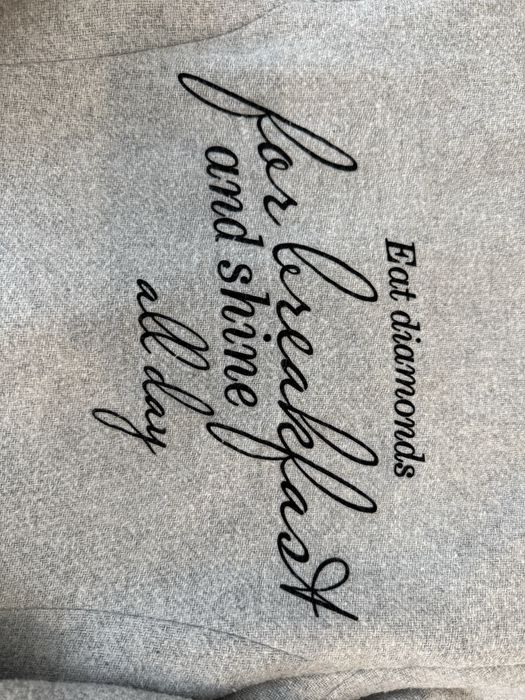 Eat diamonds
for breakfast
and shine
all day